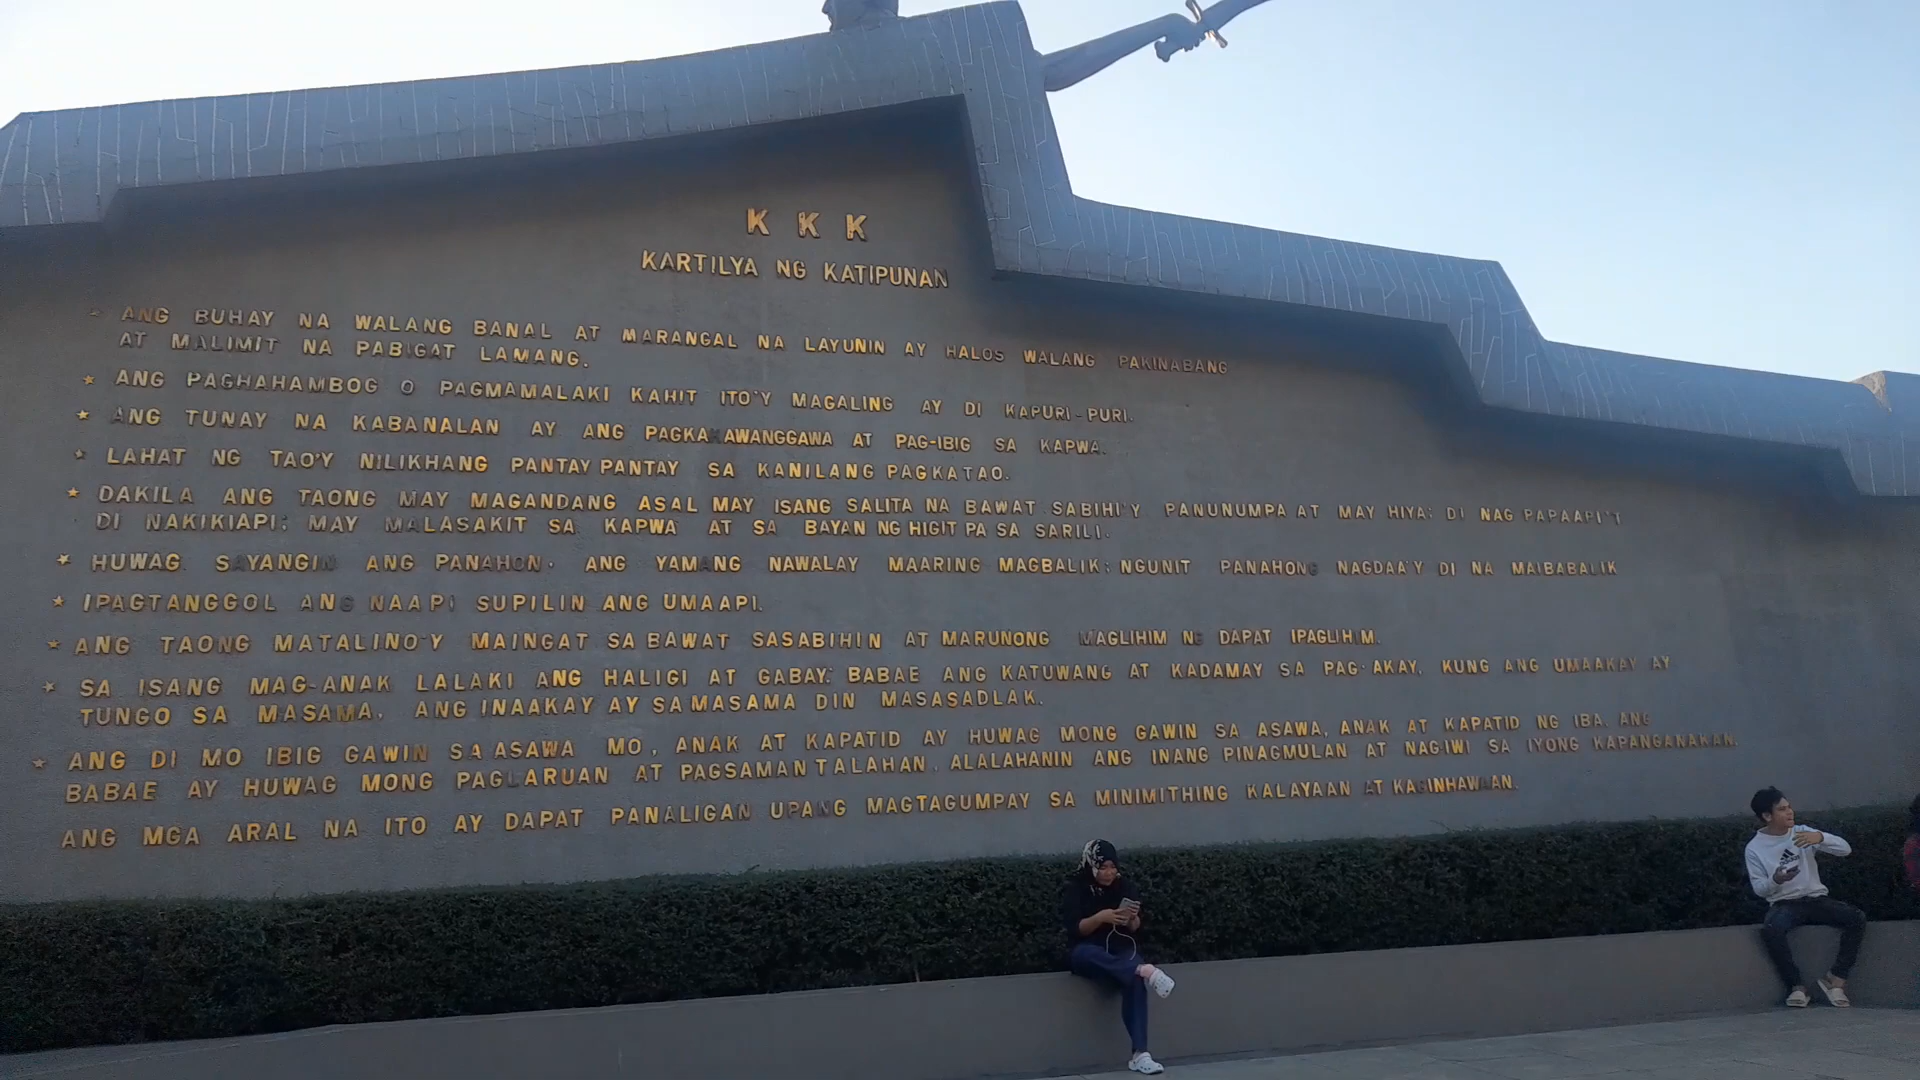 K K K
KARTILYA NG KATIPUNAN
ANG BUHAY NA WALANG BANAL AT MARANGAL NA LAYUNIN AY HALOS WALANG PAKINABANG
AT MALIMIT NA PABIGAT LAMANG.
ANG PAGHAHAMBOG O PAGMAMALAKI KAHIT ITO'Y MAGALING AY DI KAPURI-PURI.
ANG TUNAY NA KABANALAN AY ANG PAGKAKAWANGGAWA AT PAG-IBIG SA KAPWA.
LAHAT NG TAO'Y NILIKHANG PANTAY PANTAY SA KANILANG PAGKATAO.
DAKILA ANG TAONG MAY MAGANDANG ASAL MAY ISANG SALITA NA BAWAT SABIHI'Y PANUNUMPA AT MAY HIYA; DI NAG PAPAAPI'T
DI NAKIKIAPI; MAY MALASAKIT SA KAPWA AT SA BAYAN NG HIGIT PA SA SARILI.
HUWAG SAYANGIN ANG PANAHON. ANG YAMANG NAWALAY MAARING MAGBALIK; NGUNIT PANAHONG NAGDAA'Y DI NA MAIBABALIK
IPAGTANGGOL ANG NAAPI SUPILIN ANG UMAAPI.
ANG TAONG MATALINO'Y MAINGAT SA BAWAT SASABIHIN AT MARUNONG MAGLIHIM NG DAPAT IPAGLIHIM.
SA ISANG MAG-ANAK LALAKI ANG HALIGI AT GABAY: BABAE ANG KATUWANG AT KADAMAY SA PAG-AKAY. KUNG ANG UMAAKAY AY
TUNGO SA MASAMA, ANG INAAKAY AY SA MASAMA DIN MASASADLAK.
ANG DI MO IBIG GAWIN SA ASAWA MO, ANAK AT KAPATID AY HUWAG MONG GAWIN SA ASAWA, ANAK AT KAPATID NG IBA. ANG
BABAE AY HUWAG MONG PAGLARUAN AT PAGSAMANTALAHAN, ALALAHANIN ANG INANG PINAGMULAN AT NAGIWI SA IYONG KAPANGANAKAN.
ANG MGA ARAL NA ITO AY DAPAT PANALIGAN UPANG MAGTAGUMPAY SA MINIMITHING KALAYAAN AT KAGINHAWAAN.